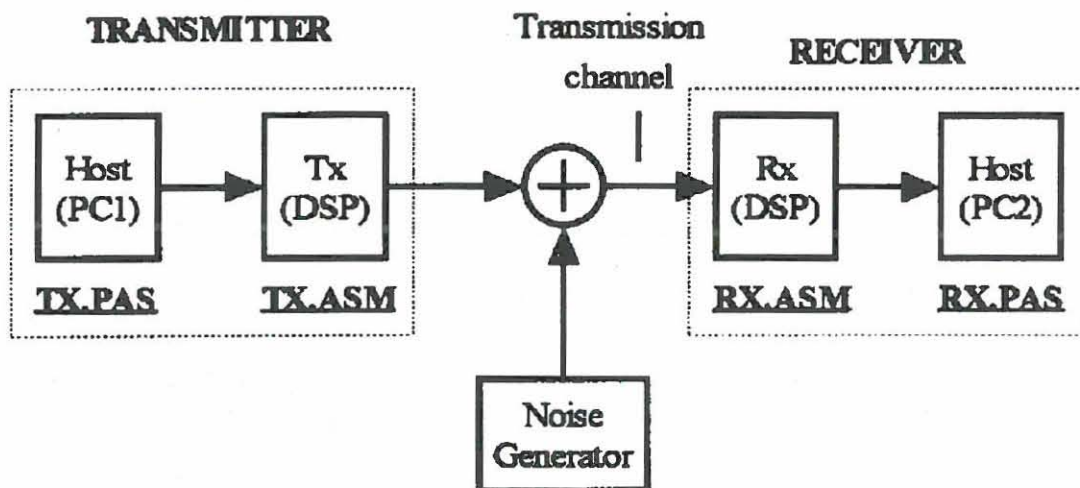 TRANSMITTER
Transmission
channel
RECEIVER
Host
(PC1)
Tx
(DSP)
Rx
(DSP)
Host
(PC2)
TX.PAS
TX.ASM
RX.ASM
RX.PAS
Noise
Generator